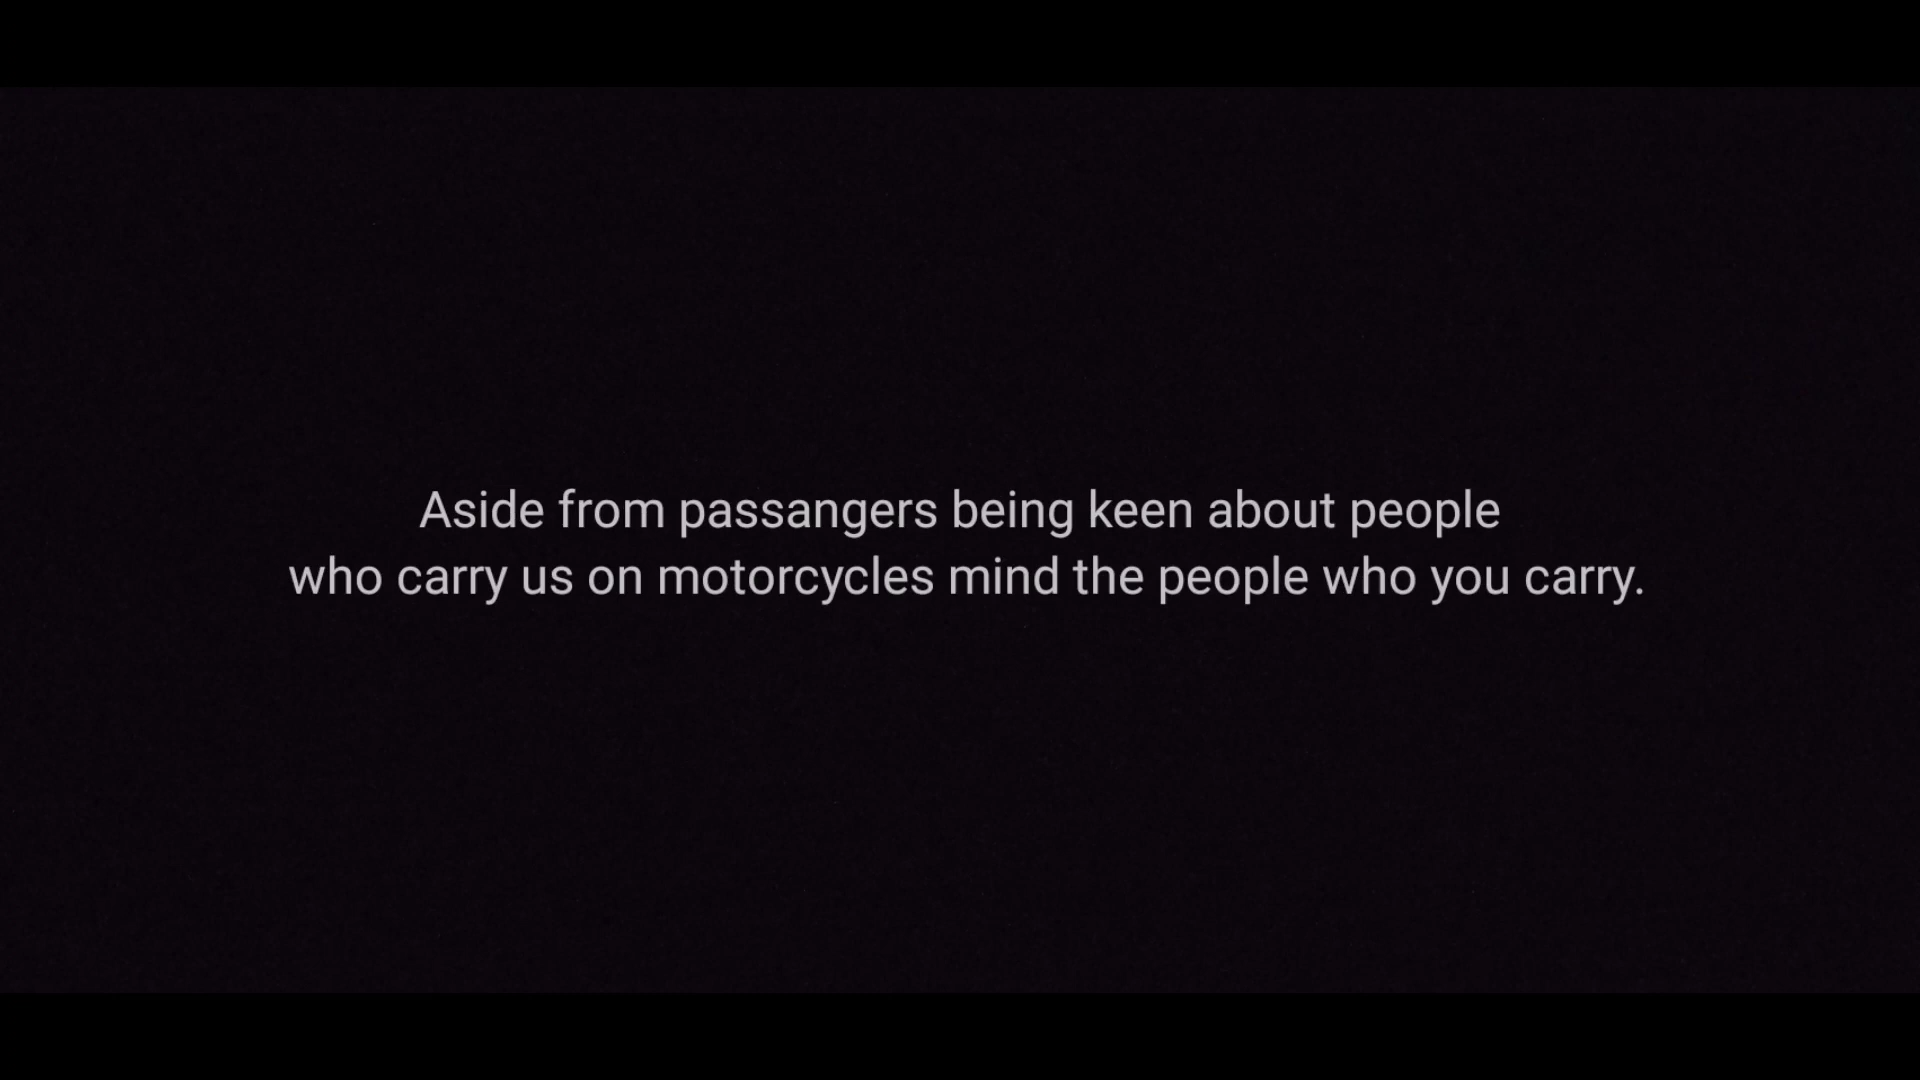 Aside from passangers being keen about people
who carry us on motorcycles mind the people who you carry.